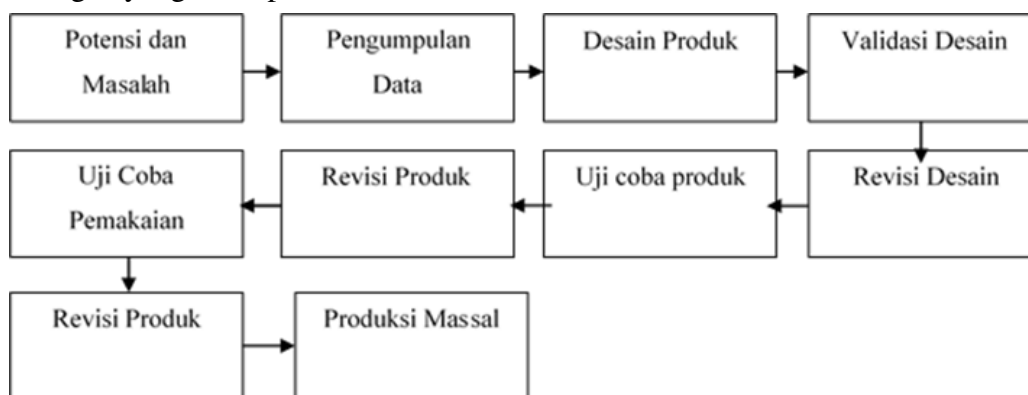 Potensi dan
Masalah
Pengumpulan
Data
Desain Produk
Validasi Desain
Revisi Desain
Uji coba produk
Revisi Produk
Uji Coba
Pemakaian
Revisi Produk
Produksi Massal